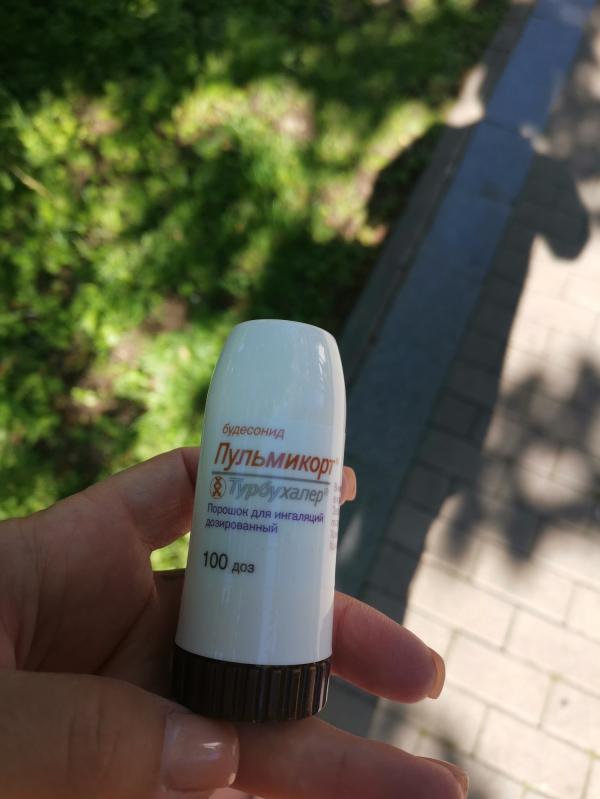 будесонид
Пульмикорт®
Турбухалер®
Порошок для ингаляций
дозированный
100 доз